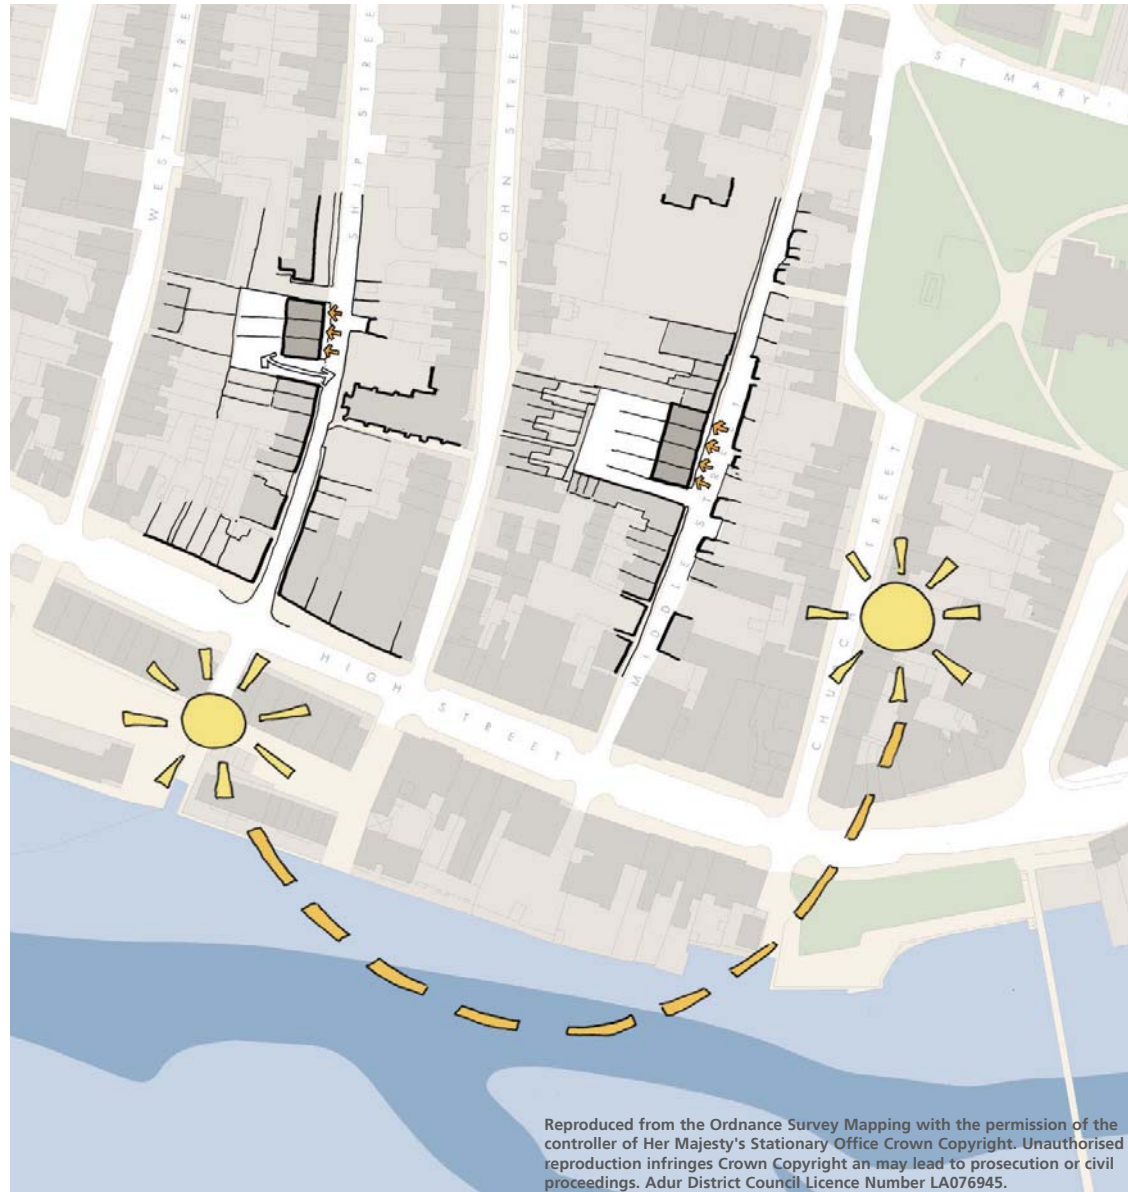 ST MARY'
WEST STREE
SHIP STREE
JOHN STREET
CHURCH STREET
MIDDLE STREET
HIGH STREET
Reproduced from the Ordnance Survey Mapping with the permission of the
controller of Her Majesty's Stationary Office Crown Copyright. Unauthorised
reproduction infringes Crown Copyright an may lead to prosecution or civil
proceedings. Adur District Council Licence Number LA076945.